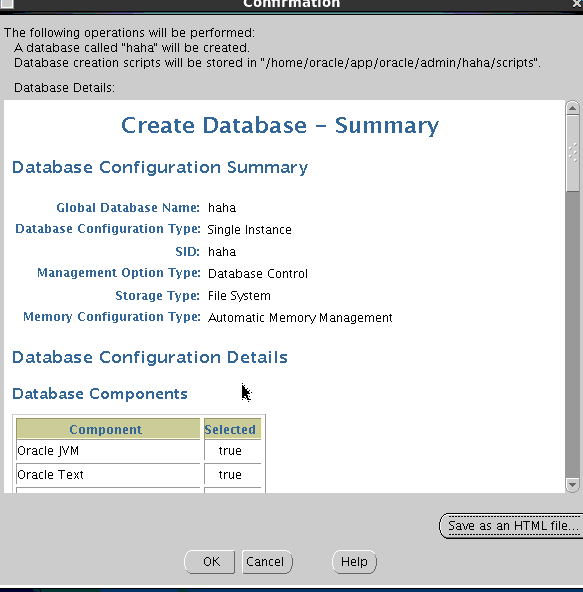 Confirmation
The following operations will be performed:
A database called "haha" will be created.
Database creation scripts will be stored in "/home/oracle/app/oracle/admin/haha/scripts".
Database Details:
Create Database – Summary
Database Configuration Summary
Global Database Name: haha
Database Configuration Type: Single Instance
SID: haha
Management Option Type: Database Control
Storage Type: File System
Memory Configuration Type: Automatic Memory Management
Database Configuration Details
Database Components
Component Selected
Oracle JVM true
Oracle Text true
Save as an HTML file...
OK Cancel Help